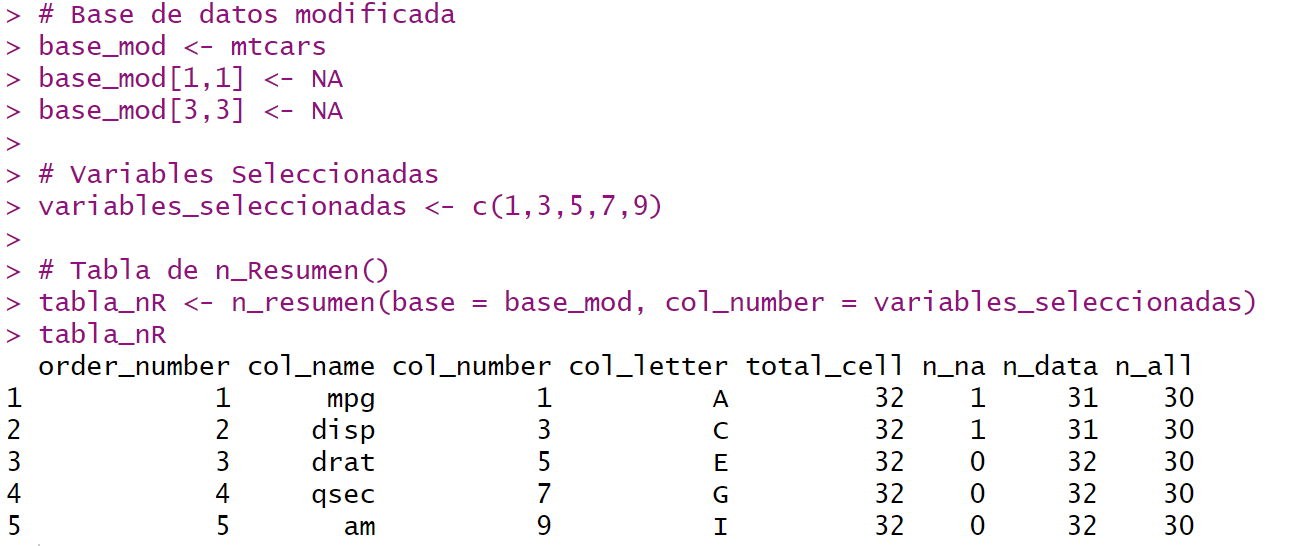 > # Base de datos modificada
> base_mod <- mtcars
> base_mod[1,1] <- NA
> base_mod[3,3] <- NA
>
> # Variables Seleccionadas
> variables_seleccionadas <- c(1,3,5,7,9)
>
> # Tabla de n_Resumen()
> tabla_nR <- n_resumen(base = base_mod, col_number = variables_seleccionadas)
> tabla_nR
  order_number col_name col_number col_letter total_cell n_na n_data n_all
1            1      mpg          1          A         32    1     31    30
2            2     disp          3          C         32    1     31    30
3            3     drat          5          E         32    0     32    30
4            4     qsec          7          G         32    0     32    30
5            5       am          9          I         32    0     32    30